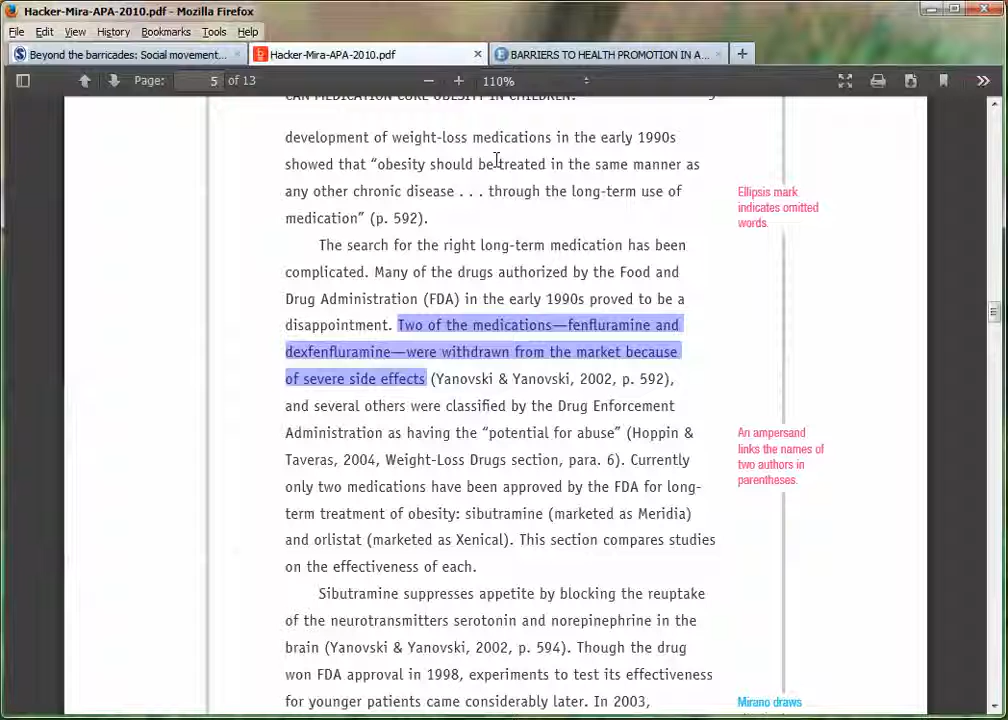 Hacker-Mira-APA-2010.pdf - Mozilla Firefox
File Edit View History Bookmarks Tools Help
Beyond the barricades: Social movement...
Hacker-Mira-APA-2010.pdf
BARRIERS TO HEALTH PROMOTION IN A...
Page: 5 of 13
110%
CAN MEDICATION CURE OBESITY IN CHILDREN? 5
development of weight-loss medications in the early 1990s
showed that “obesity should be treated in the same manner as
any other chronic disease . . . through the long-term use of
medication” (p. 592).
The search for the right long-term medication has been
complicated. Many of the drugs authorized by the Food and
Drug Administration (FDA) in the early 1990s proved to be a
disappointment. Two of the medications—fenfluramine and
dexfenfluramine—were withdrawn from the market because
of severe side effects (Yanovski & Yanovski, 2002, p. 592),
and several others were classified by the Drug Enforcement
Administration as having the “potential for abuse” (Hoppin &
Taveras, 2004, Weight-Loss Drugs section, para. 6). Currently
only two medications have been approved by the FDA for long-
term treatment of obesity: sibutramine (marketed as Meridia)
and orlistat (marketed as Xenical). This section compares studies
on the effectiveness of each.
Sibutramine suppresses appetite by blocking the reuptake
of the neurotransmitters serotonin and norepinephrine in the
brain (Yanovski & Yanovski, 2002, p. 594). Though the drug
won FDA approval in 1998, experiments to test its effectiveness
for younger patients came considerably later. In 2003,
Ellipsis mark
indicates omitted
words.
An ampersand
links the names of
two authors in
parentheses.
Mirano draws